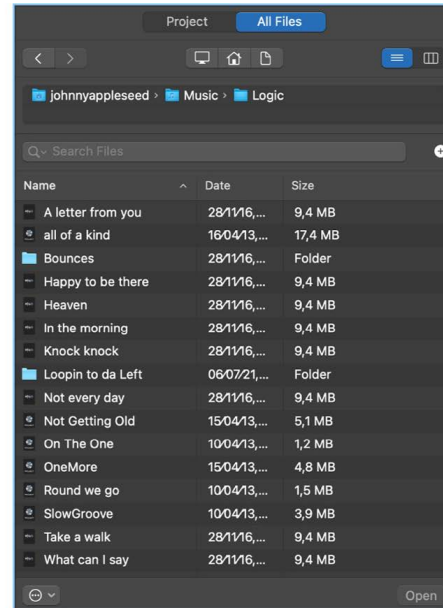 Project All Files
johnnyappleseed › Music › Logic
Search Files
Name Date Size
A letter from you 28/11/16,... 9,4 MB
all of a kind 16/04/13,... 17,4 MB
Bounces 28/11/16,... Folder
Happy to be there 28/11/16,... 9,4 MB
Heaven 28/11/16,... 9,4 MB
In the morning 28/11/16,... 9,4 MB
Knock knock 28/11/16,... 9,4 MB
Loopin to da Left 06/07/21,... Folder
Not every day 28/11/16,... 9,4 MB
Not Getting Old 15/04/13,... 5,1 MB
On The One 10/04/13,... 1,2 MB
OneMore 15/04/13,... 4,8 MB
Round we go 10/04/13,... 1,5 MB
SlowGroove 10/04/13,... 3,9 MB
Take a walk 28/11/16,... 9,4 MB
What can I say 28/11/16,... 9,4 MB
Open